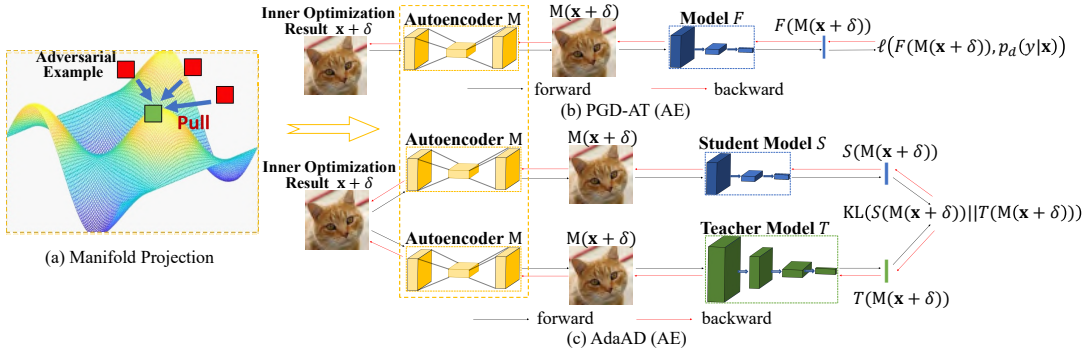 Adversarial
Example
Pull
(a) Manifold Projection
Inner Optimization
Result x + δ
Autoencoder M
M(x + δ)
Model F
F(M(x + δ))
ℓ(F(M(x + δ)), p_d(y|x))
forward
backward
(b) PGD-AT (AE)
Inner Optimization
Result x + δ
Autoencoder M
M(x + δ)
Student Model S
S(M(x + δ))
KL(S(M(x + δ))||T(M(x + δ)))
Autoencoder M
M(x + δ)
Teacher Model T
T(M(x + δ))
forward
backward
(c) AdaAD (AE)